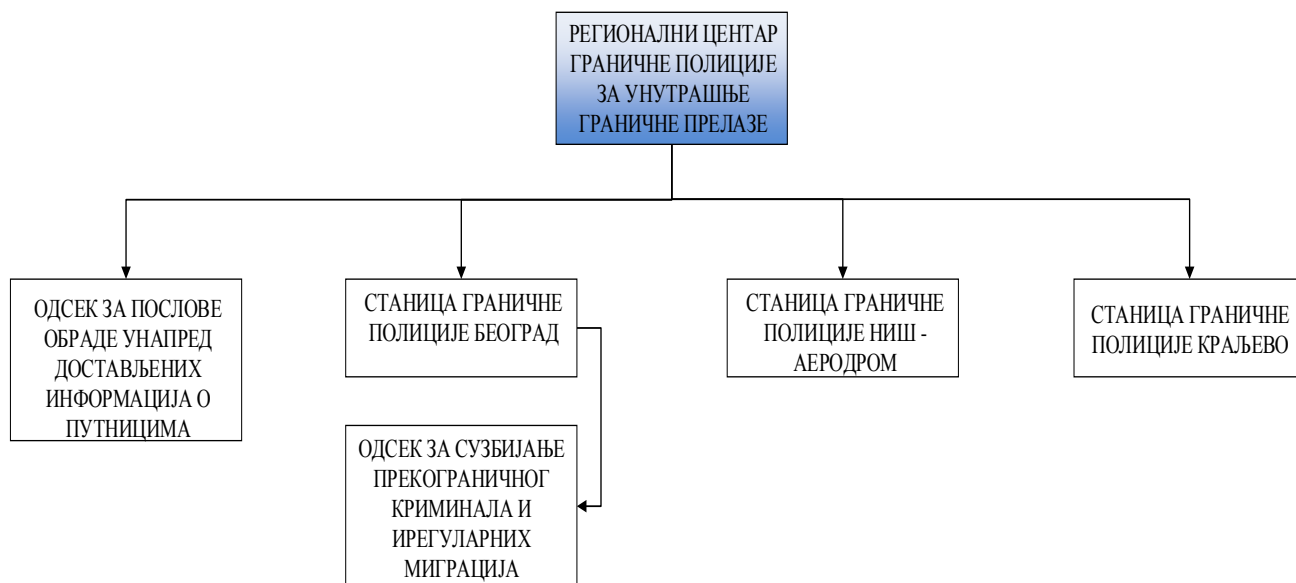 РЕГИОНАЛНИ ЦЕНТАР
ГРАНИЧНЕ ПОЛИЦИЈЕ
ЗА УНУТРАШЊЕ
ГРАНИЧНЕ ПРЕЛАЗЕ
ОДСЕК ЗА ПОСЛОВЕ
ОБРАДЕ УНАПРЕД
ДОСТАВЉЕНИХ
ИНФОРМАЦИЈА О
ПУТНИЦИМА
СТАНИЦА ГРАНИЧНЕ
ПОЛИЦИЈЕ БЕОГРАД
СТАНИЦА ГРАНИЧНЕ
ПОЛИЦИЈЕ НИШ -
АЕРОДРОМ
СТАНИЦА ГРАНИЧНЕ
ПОЛИЦИЈЕ КРАЉЕВО
ОДСЕК ЗА СУЗБИЈАЊЕ
ПРЕКОГРАНИЧНОГ
КРИМИНАЛА И
ИРЕГУЛАРНИХ
МИГРАЦИЈА